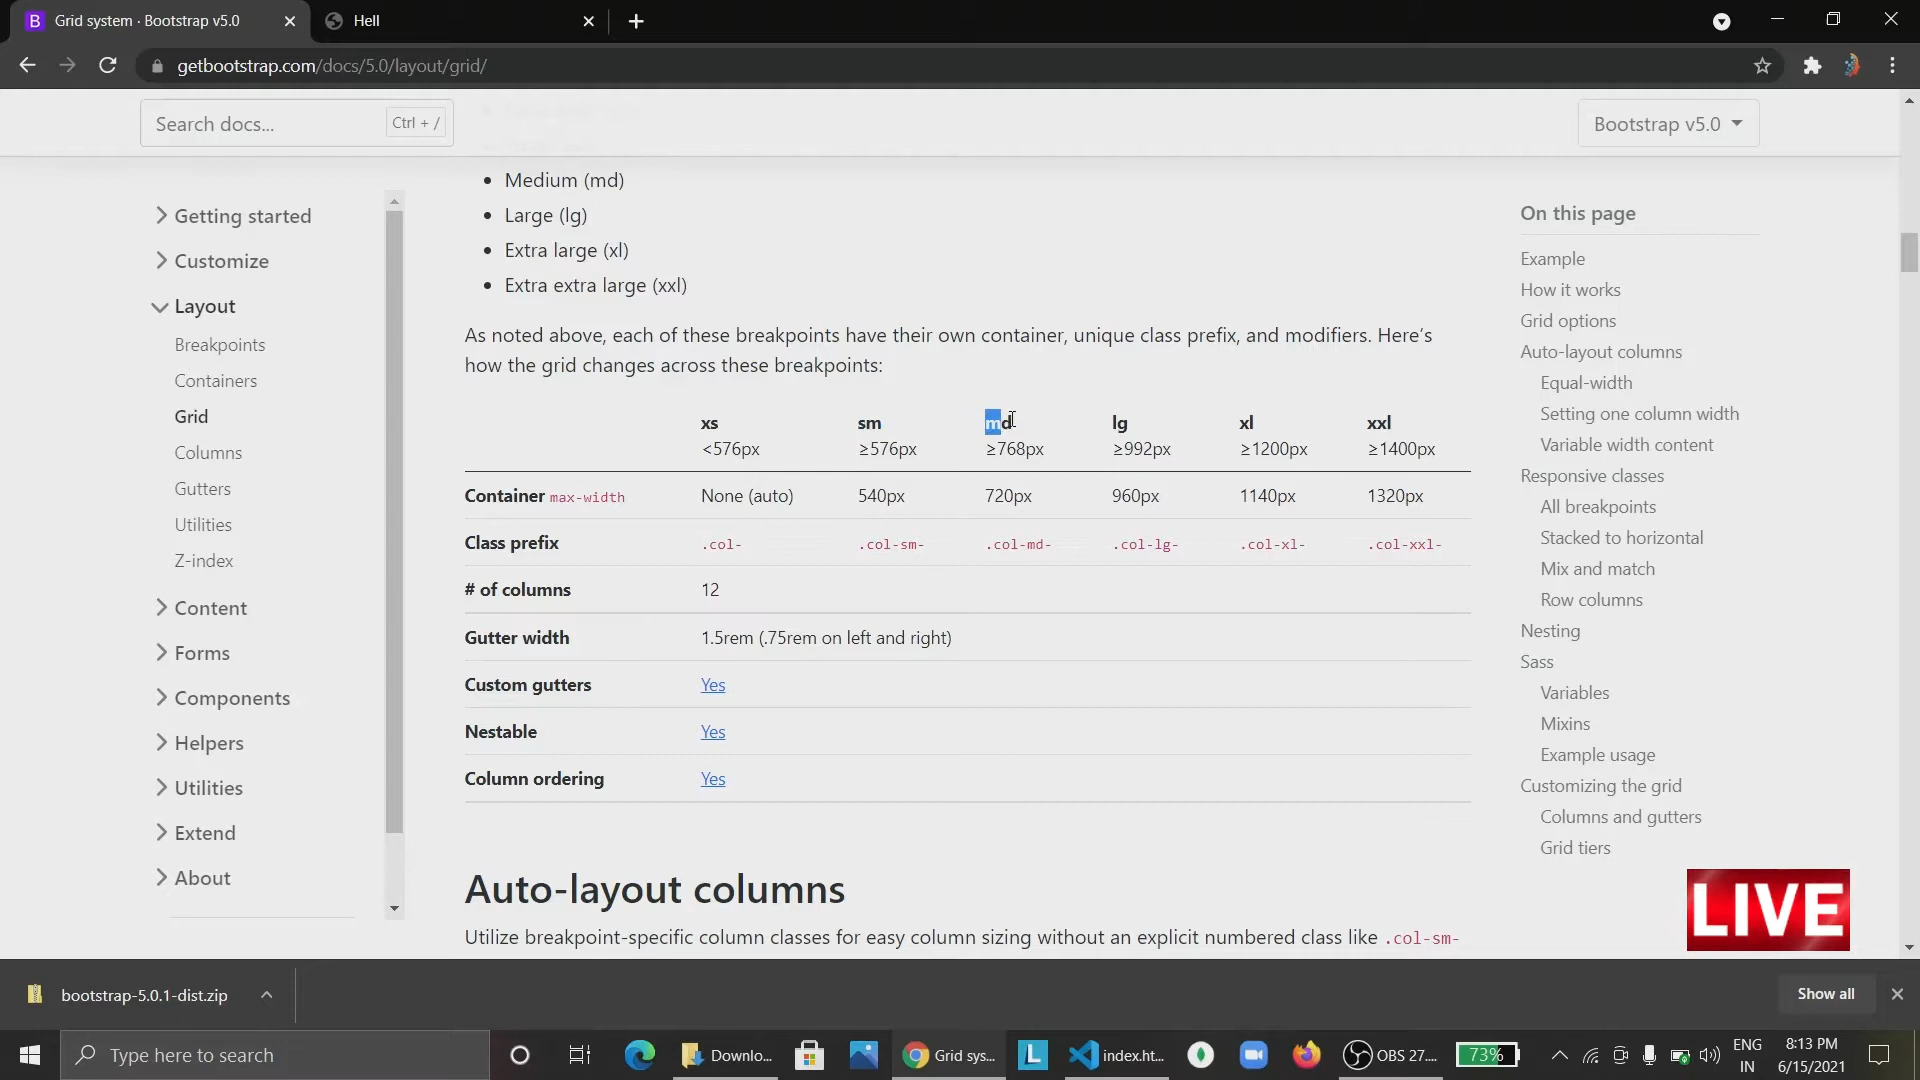 Grid system · Bootstrap v5.0
Hell
getbootstrap.com/docs/5.0/layout/grid/
Search docs...
Ctrl + /
Bootstrap v5.0
Getting started
Customize
Layout
Breakpoints
Containers
Grid
Columns
Gutters
Utilities
Z-index
Content
Forms
Components
Helpers
Utilities
Extend
About
Medium (md)
Large (lg)
Extra large (xl)
Extra extra large (xxl)
As noted above, each of these breakpoints have their own container, unique class prefix, and modifiers. Here's
how the grid changes across these breakpoints:
xs sm md lg xl xxl
<576px ≥576px ≥768px ≥992px ≥1200px ≥1400px
Container max-width None (auto) 540px 720px 960px 1140px 1320px
Class prefix .col- .col-sm- .col-md- .col-lg- .col-xl- .col-xxl-
# of columns 12
Gutter width 1.5rem (.75rem on left and right)
Custom gutters Yes
Nestable Yes
Column ordering Yes
Auto-layout columns
Utilize breakpoint-specific column classes for easy column sizing without an explicit numbered class like .col-sm-
On this page
Example
How it works
Grid options
Auto-layout columns
Equal-width
Setting one column width
Variable width content
Responsive classes
All breakpoints
Stacked to horizontal
Mix and match
Row columns
Nesting
Sass
Variables
Mixins
Example usage
Customizing the grid
Columns and gutters
Grid tiers
LIVE
bootstrap-5.0.1-dist.zip
Show all
Type here to search
Downlo...
Grid sys...
L
index.ht...
OBS 27....
73%
ENG
IN
8:13 PM
6/15/2021